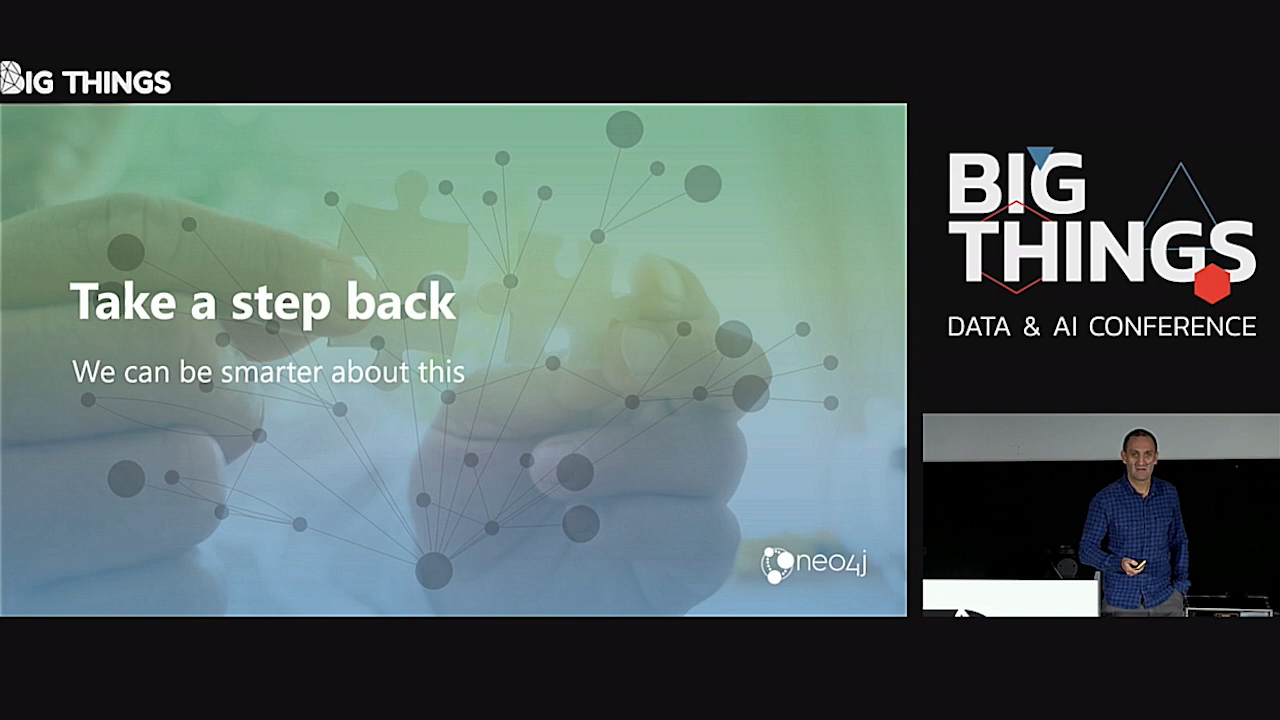 BIG THINGS
Take a step back
We can be smarter about this
neo4j
BIG
THINGS
DATA & AI CONFERENCE